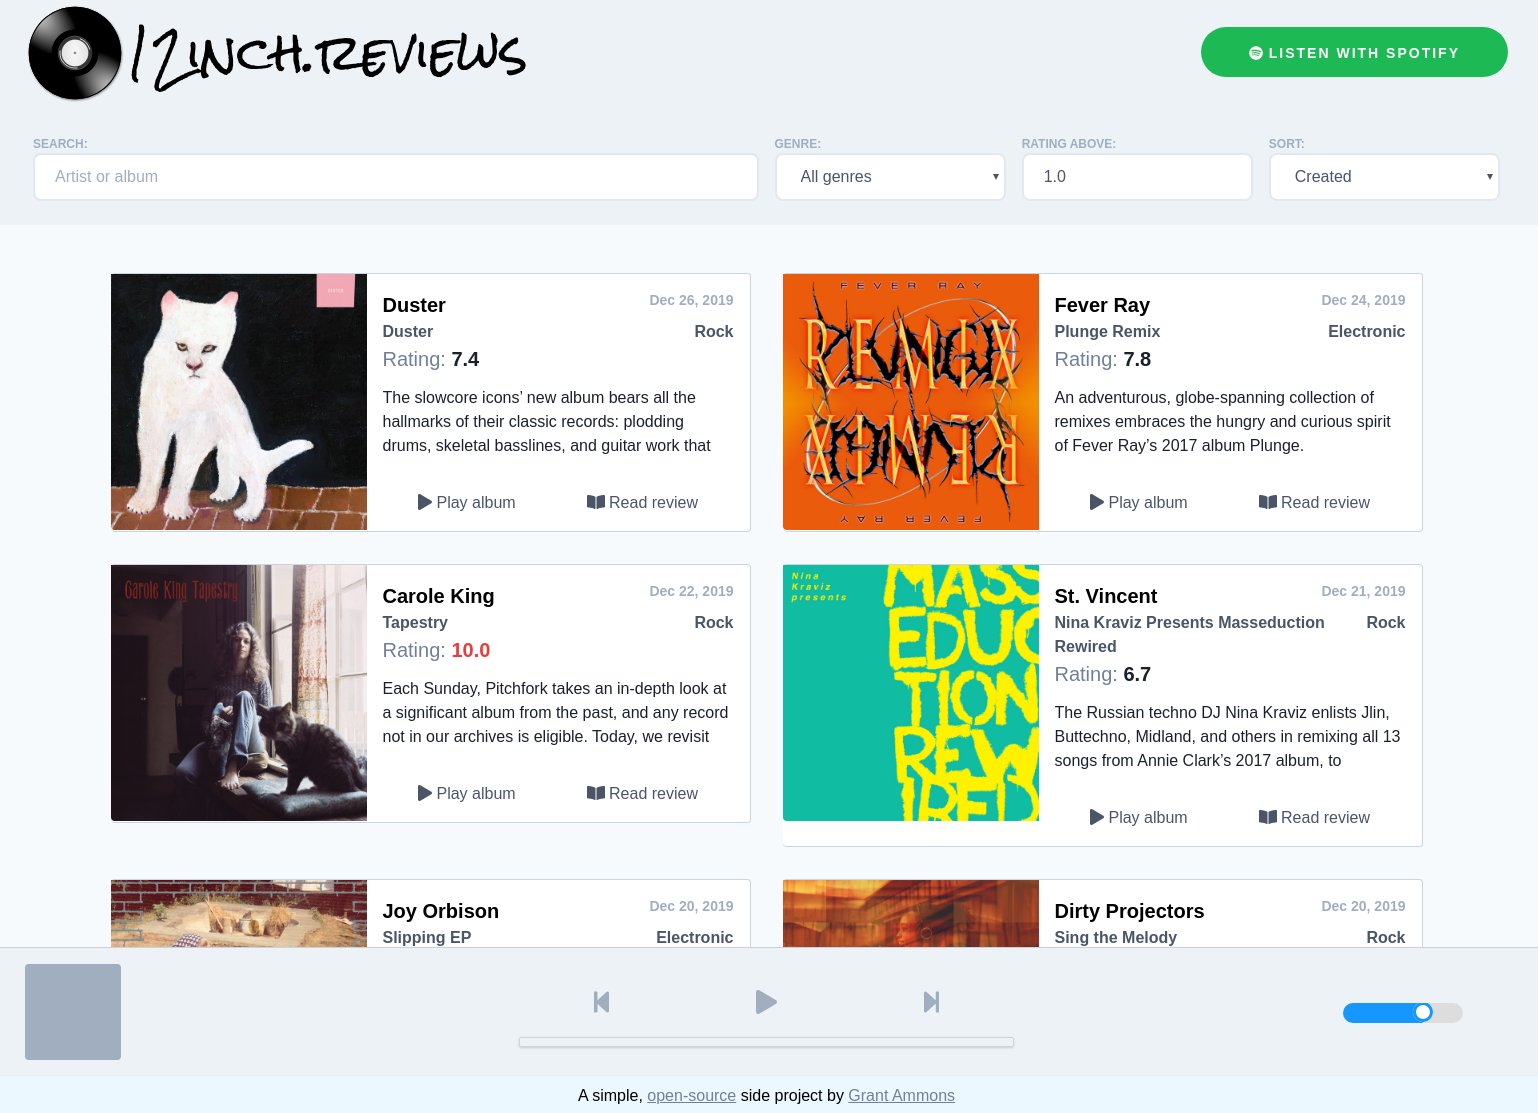 12inch.reviews
LISTEN WITH SPOTIFY
SEARCH:
Artist or album
GENRE:
All genres
RATING ABOVE:
1.0
SORT:
Created
Duster
Dec 26, 2019
Duster
Rock
Rating: 7.4
The slowcore icons’ new album bears all the
hallmarks of their classic records: plodding
drums, skeletal basslines, and guitar work that
Play album
Read review
FEVER RAY
REMIX
PLUNGE
PLUNGE
REMIX
FEVER RAY
Fever Ray
Dec 24, 2019
Plunge Remix
Electronic
Rating: 7.8
An adventurous, globe-spanning collection of
remixes embraces the hungry and curious spirit
of Fever Ray’s 2017 album Plunge.
Play album
Read review
Carole King Tapestry
Carole King
Dec 22, 2019
Tapestry
Rock
Rating: 10.0
Each Sunday, Pitchfork takes an in-depth look at
a significant album from the past, and any record
not in our archives is eligible. Today, we revisit
Play album
Read review
Nina
Kraviz
presents
MASS
EDUC
TION
REW
IRED
St. Vincent
Dec 21, 2019
Nina Kraviz Presents Masseduction
Rewired
Rock
Rating: 6.7
The Russian techno DJ Nina Kraviz enlists Jlin,
Buttechno, Midland, and others in remixing all 13
songs from Annie Clark’s 2017 album, to
Play album
Read review
Joy Orbison
Dec 20, 2019
Slipping EP
Electronic
Dirty Projectors
Dec 20, 2019
Sing the Melody
Rock
A simple, open-source side project by Grant Ammons